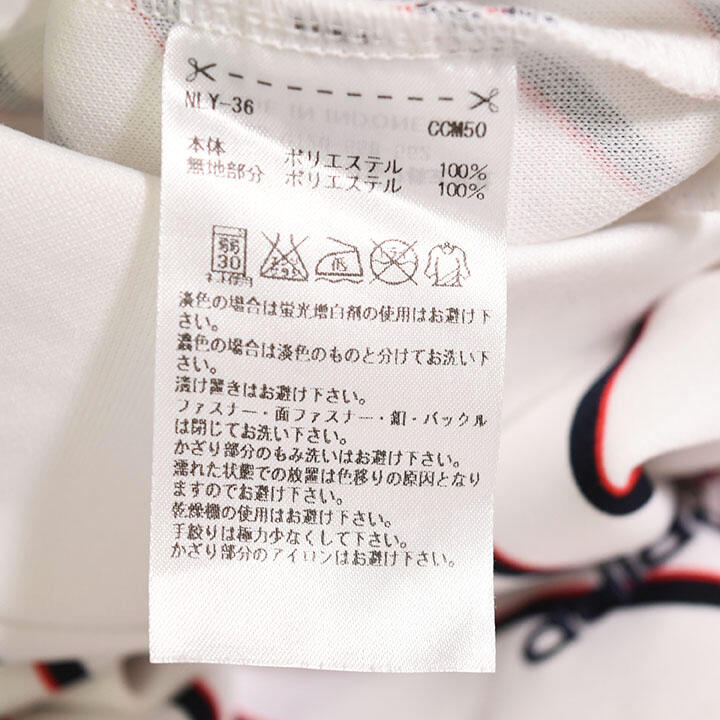 NLY-36
CCM50
本体 ポリエステル 100%
無地部分 ポリエステル 100%
弱
30
ネット使用
淡色の場合は蛍光増白剤の使用はお避け下
さい。
濃色の場合は淡色のものと分けてお洗い下
さい。
漬け置きはお避け下さい。
ファスナー・面ファスナー・釦・バックル
は閉じてお洗い下さい。
かざり部分のもみ洗いはお避け下さい。
濡れた状態での放置は色移りの原因となり
ますのでお避け下さい。
乾燥機の使用はお避け下さい。
手絞りは極力少なくして下さい。
かざり部分のアイロンはお避け下さい。